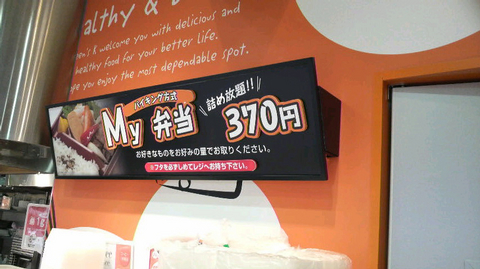 althy &
en's K welcome you with delicious and
healthy food for your better life.
pe you enjoy the most dependable spot.
バイキング方式
My 弁当
詰め放題!!
370円
お好きなものをお好みの量でお取りください。
※フタを必ずしめてレジへお持ち下さい。